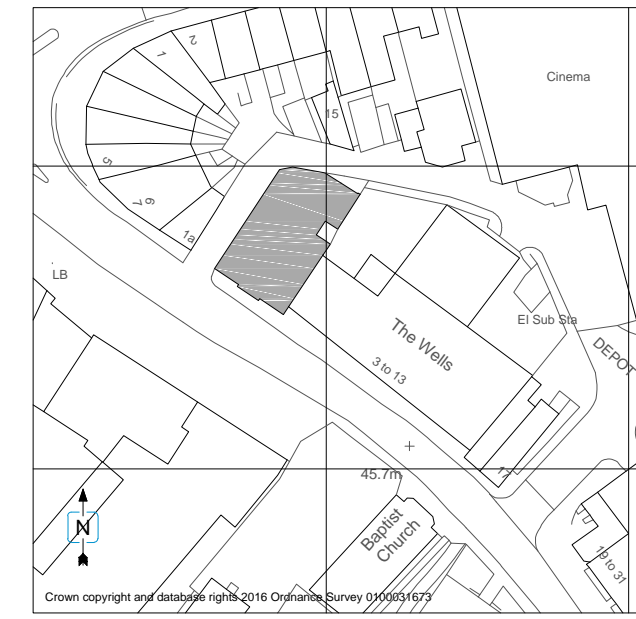 2
1
Cinema
15
5
6
7
1a
LB
The Wells
3 to 13
El Sub Sta
DEPOT
45.7m
17
Baptist
Church
19 to 31
N
Crown copyright and database rights 2016 Ordnance Survey 0100031673